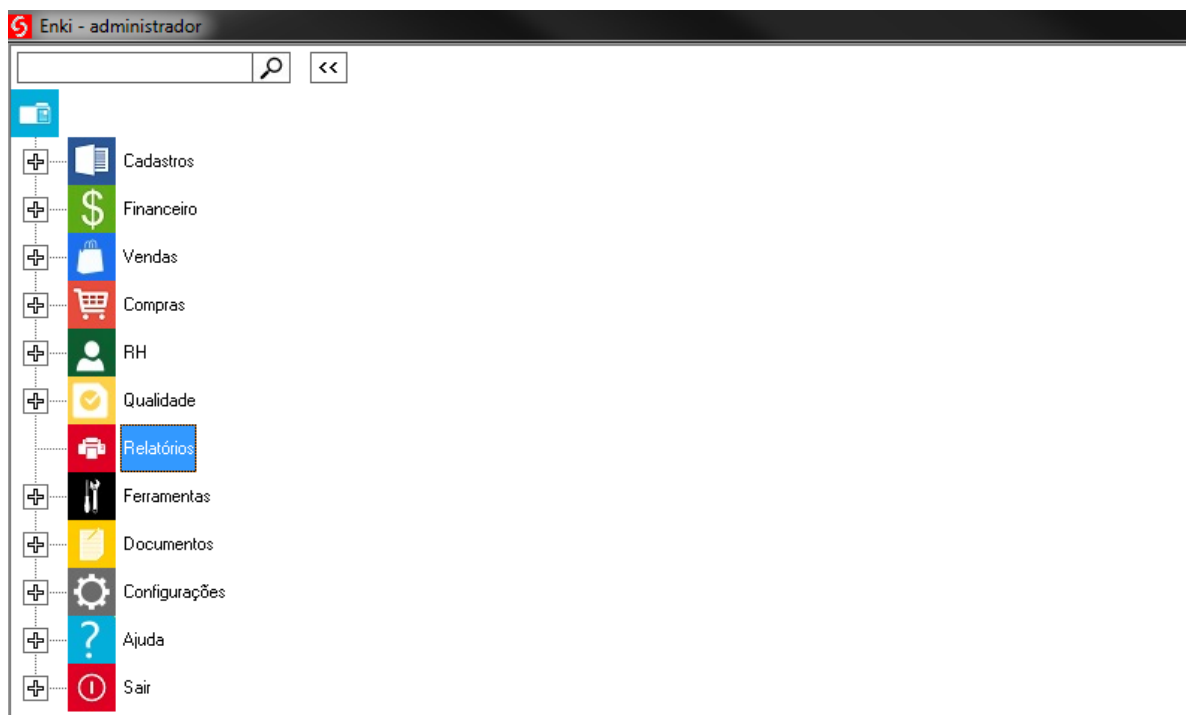 Enki - administrador
<<
Cadastros
Financeiro
Vendas
Compras
RH
Qualidade
Relatórios
Ferramentas
Documentos
Configurações
Ajuda
Sair